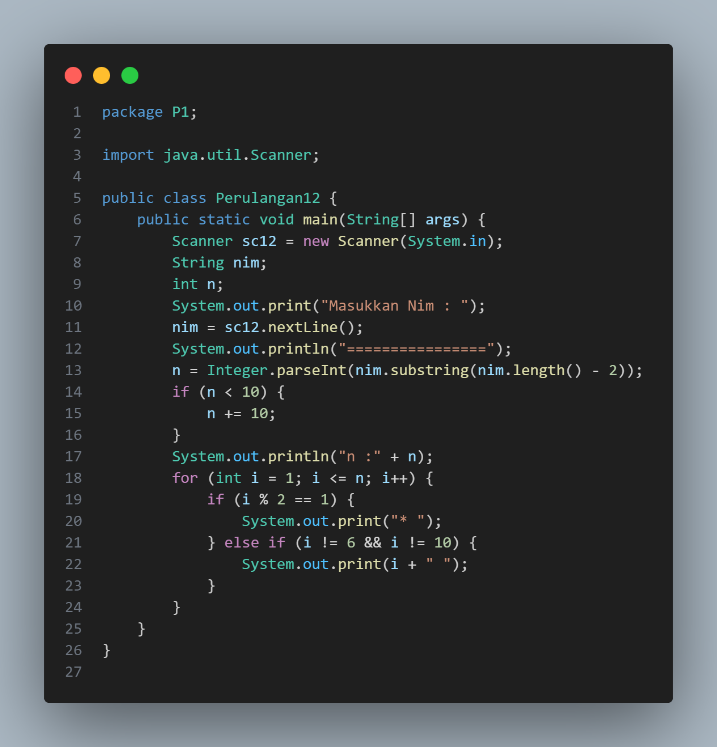 1 package P1;
2
3 import java.util.Scanner;
4
5 public class Perulangan12 {
6     public static void main(String[] args) {
7         Scanner sc12 = new Scanner(System.in);
8         String nim;
9         int n;
10         System.out.print("Masukkan Nim : ");
11         nim = sc12.nextLine();
12         System.out.println("================");
13         n = Integer.parseInt(nim.substring(nim.length() - 2));
14         if (n < 10) {
15             n += 10;
16         }
17         System.out.println("n :" + n);
18         for (int i = 1; i <= n; i++) {
19             if (i % 2 == 1) {
20                 System.out.print("* ");
21             } else if (i != 6 && i != 10) {
22                 System.out.print(i + " ");
23             }
24         }
25     }
26 }
27